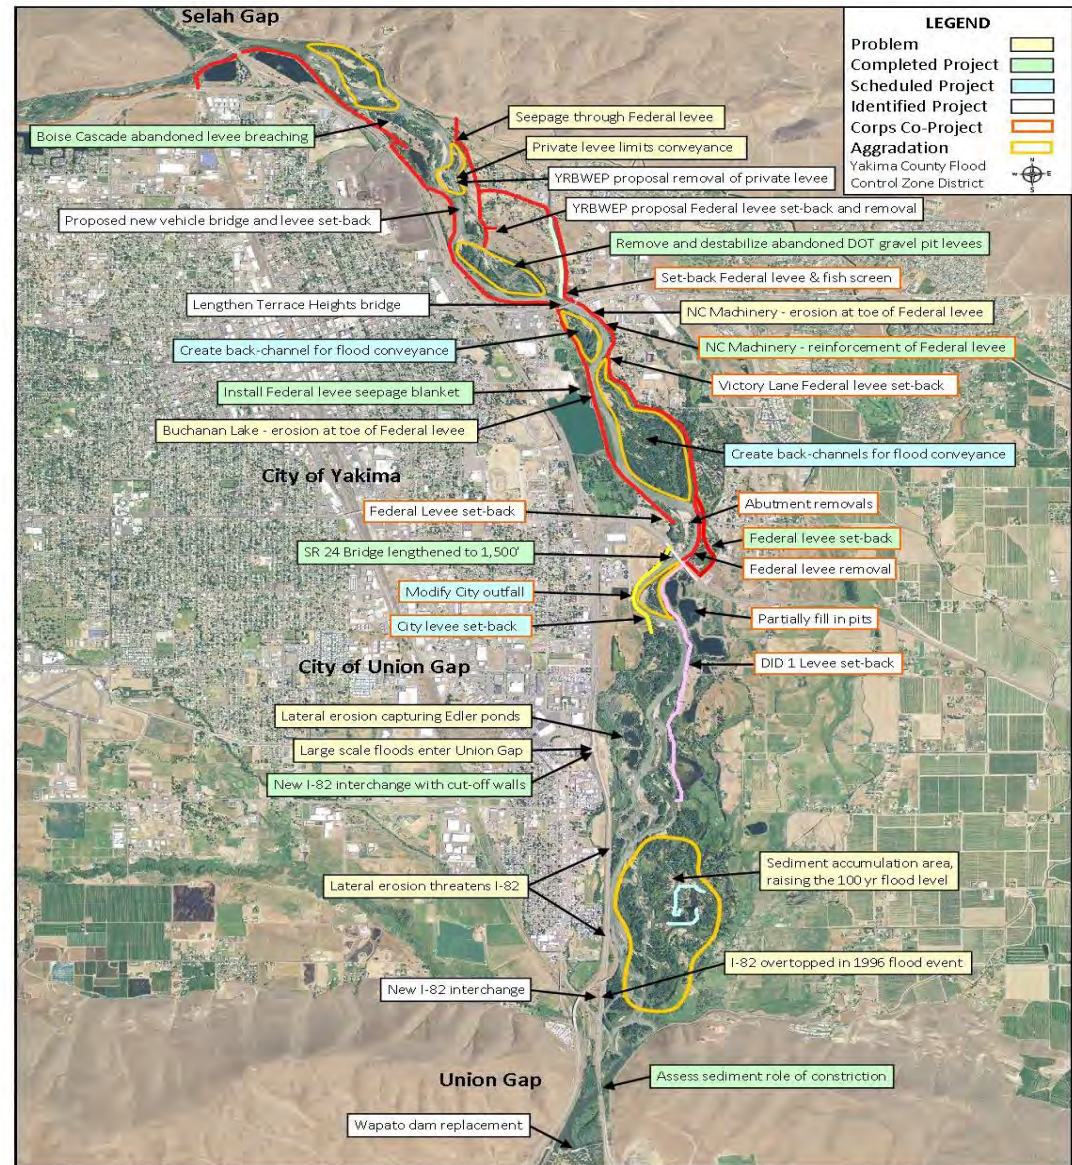 Selah Gap
LEGEND
Problem
Completed Project
Scheduled Project
Identified Project
Corps Co-Project
Aggradation
Yakima County Flood
Control Zone District
N
W
E
S
Seepage through Federal levee
Boise Cascade abandoned levee breaching
Private levee limits conveyance
YRBWEP proposal removal of private levee
Proposed new vehicle bridge and levee set-back
YRBWEP proposal Federal levee set-back and removal
Remove and destabilize abandoned DOT gravel pit levees
Set-back Federal levee & fish screen
Lengthen Terrace Heights bridge
NC Machinery - erosion at toe of Federal levee
Create back-channel for flood conveyance
NC Machinery - reinforcement of Federal levee
Victory Lane Federal levee set-back
Install Federal levee seepage blanket
Buchanan Lake - erosion at toe of Federal levee
Create back-channels for flood conveyance
City of Yakima
Abutment removals
Federal Levee set-back
Federal levee set-back
SR 24 Bridge lengthened to 1,500'
Federal levee removal
Modify City outfall
Partially fill in pits
City levee set-back
City of Union Gap
DID 1 Levee set-back
Lateral erosion capturing Edler ponds
Large scale floods enter Union Gap
New I-82 interchange with cut-off walls
Sediment accumulation area,
raising the 100 yr flood level
Lateral erosion threatens I-82
I-82 overtopped in 1996 flood event
New I-82 interchange
Union Gap
Assess sediment role of constriction
Wapato dam replacement